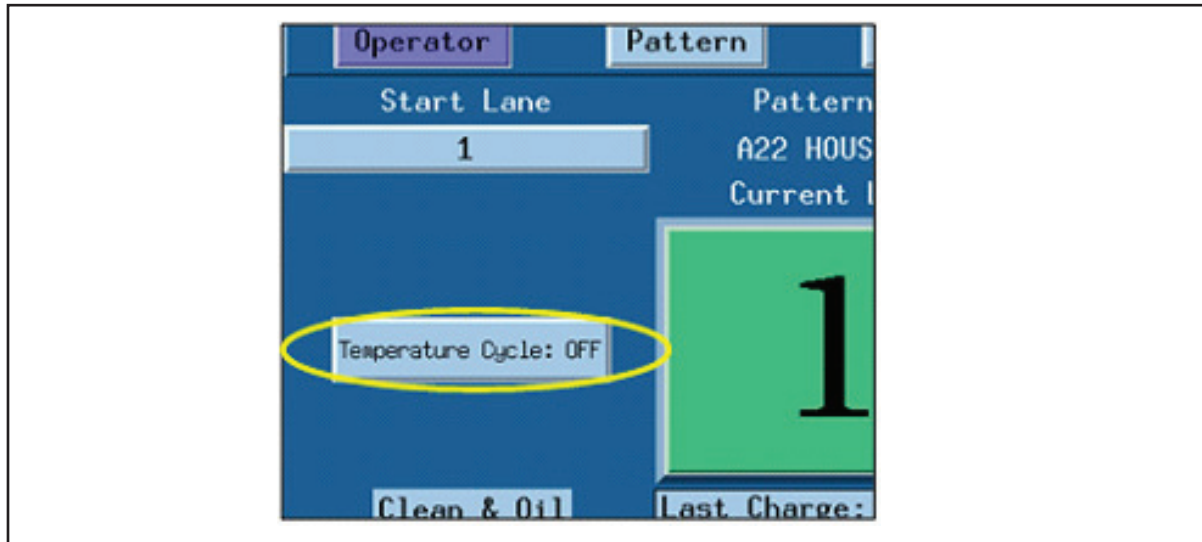 Operator Pattern
Start Lane Pattern
1 A22 HOUS
Current
1
Temperature Cycle: OFF
Clean & Oil Last Charge: